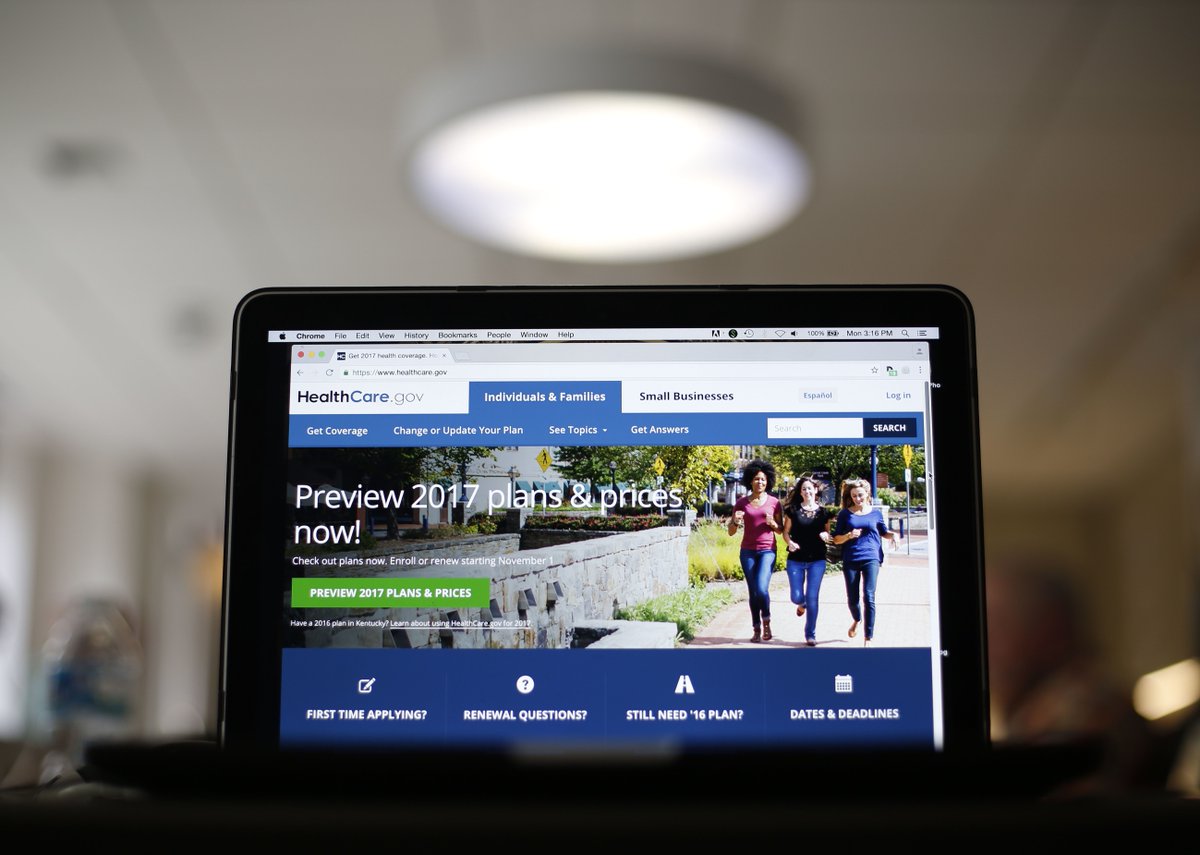 Chrome File Edit View History Bookmarks People Window Help
100% Mon 3:16 PM
Get 2017 health coverage. He
https://www.healthcare.gov
HealthCare.gov
Individuals & Families
Small Businesses
Español
Log in
Get Coverage
Change or Update Your Plan
See Topics
Get Answers
Search
SEARCH
Preview 2017 plans & prices
now!
Check out plans now. Enroll or renew starting November 1
PREVIEW 2017 PLANS & PRICES
Have a 2016 plan in Kentucky? Learn about using HealthCare.gov for 2017.
FIRST TIME APPLYING?
RENEWAL QUESTIONS?
STILL NEED '16 PLAN?
DATES & DEADLINES